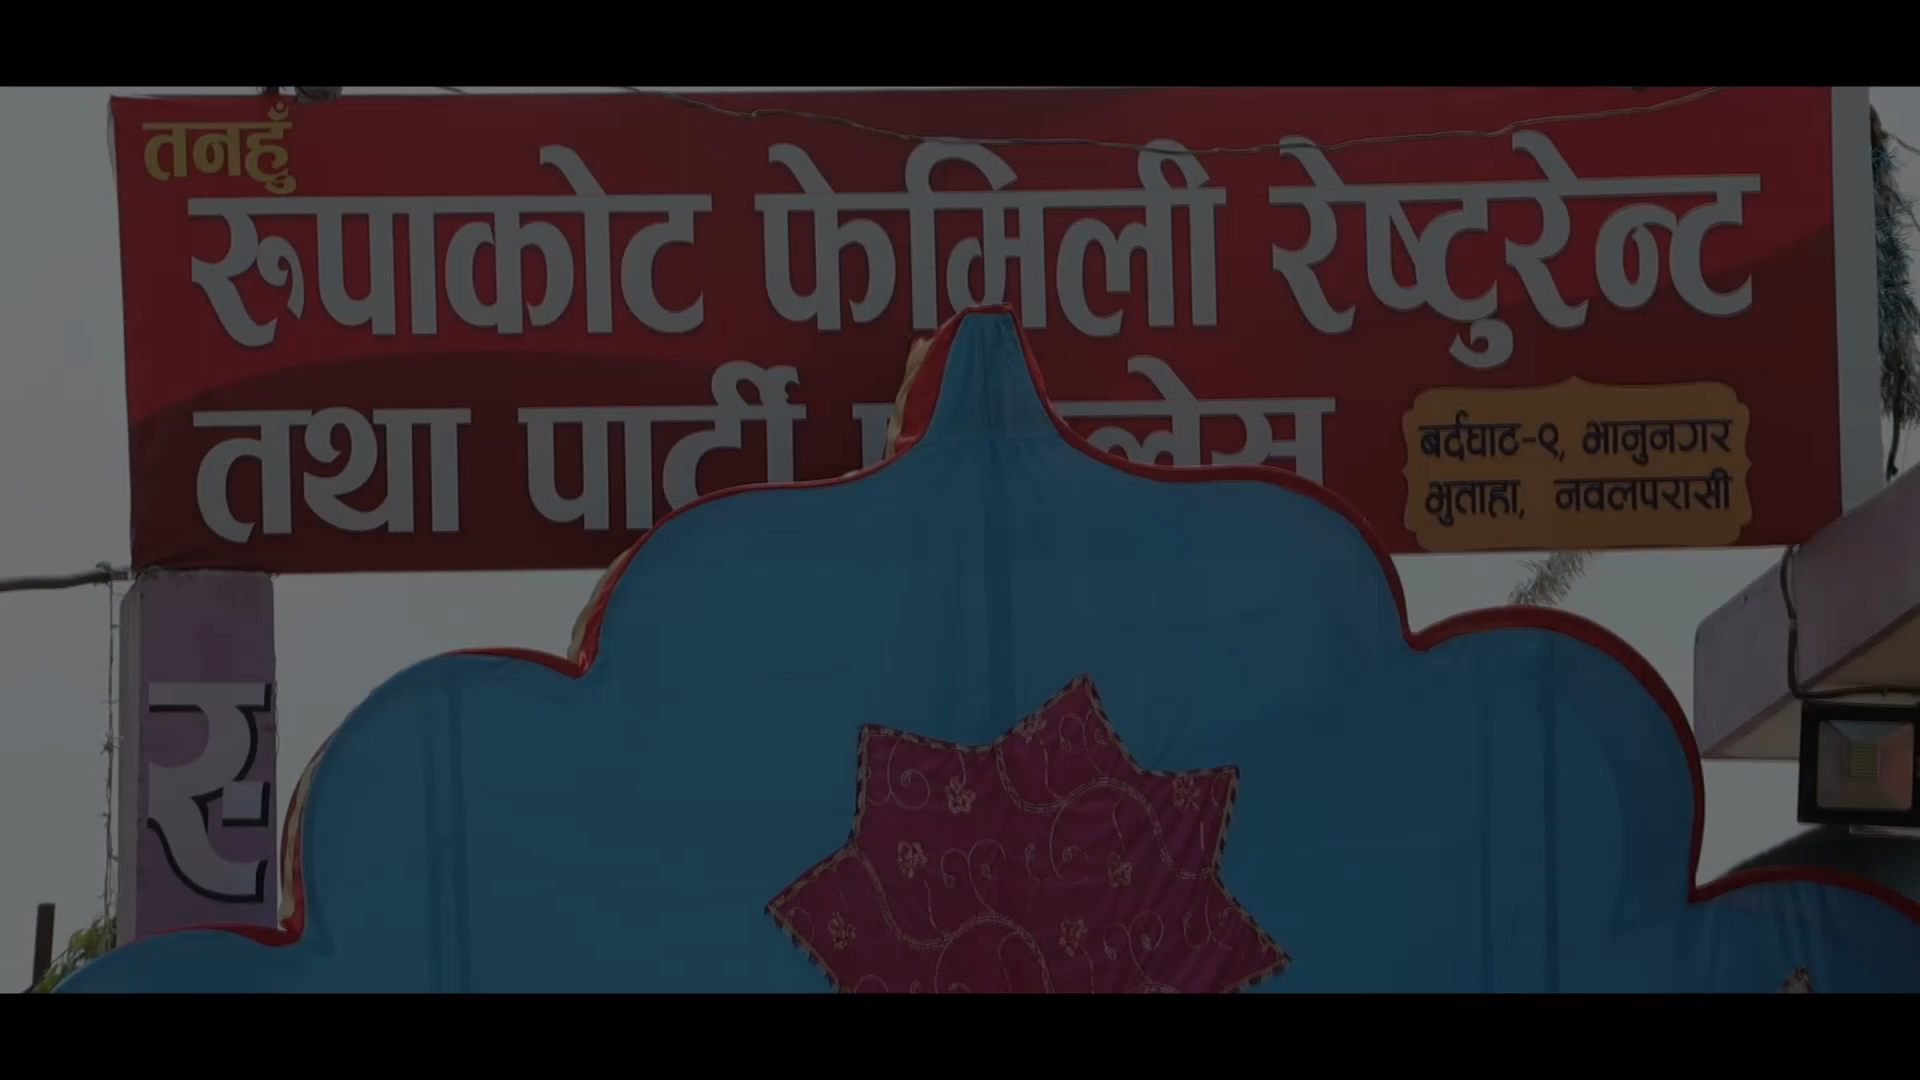 तनहुँ
रुपाकोट फेमिली रेष्टुरेन्ट
तथा पार्टी
बर्दघाट-९, भानुनगर
भुताहा, नवलपरासी